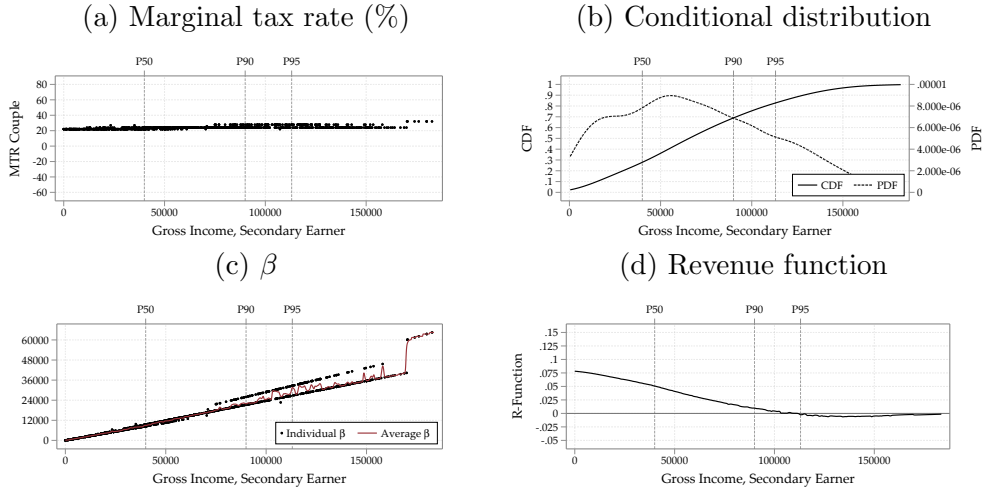 (a) Marginal tax rate (%)
P50 P90 P95
80
60
40
20
0
-20
-40
-60
MTR Couple
0 50000 100000 150000
Gross Income, Secondary Earner
(b) Conditional distribution
P50 P90 P95
1
.9
.8
.7
.6
.5
.4
.3
.2
.1
0
CDF
.00001
8.000e-06
6.000e-06
4.000e-06
2.000e-06
0
PDF
CDF PDF
0 50000 100000 150000
Gross Income, Secondary Earner
(c) β
P50 P90 P95
60000
48000
36000
24000
12000
0
Individual β Average β
0 50000 100000 150000
Gross Income, Secondary Earner
(d) Revenue function
P50 P90 P95
.15
.125
.1
.075
.05
.025
0
-.025
-.05
R-Function
0 50000 100000 150000
Gross Income, Secondary Earner